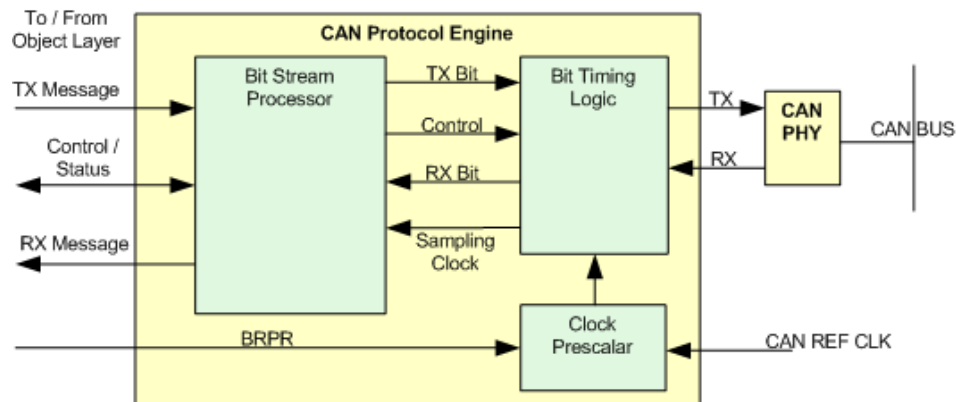 To / From
Object Layer
CAN Protocol Engine
TX Message
Bit Stream
Processor
TX Bit
Bit Timing
Logic
TX
CAN
PHY
CAN BUS
Control /
Status
Control
RX Bit
RX
RX Message
Sampling
Clock
BRPR
Clock
Prescalar
CAN REF CLK